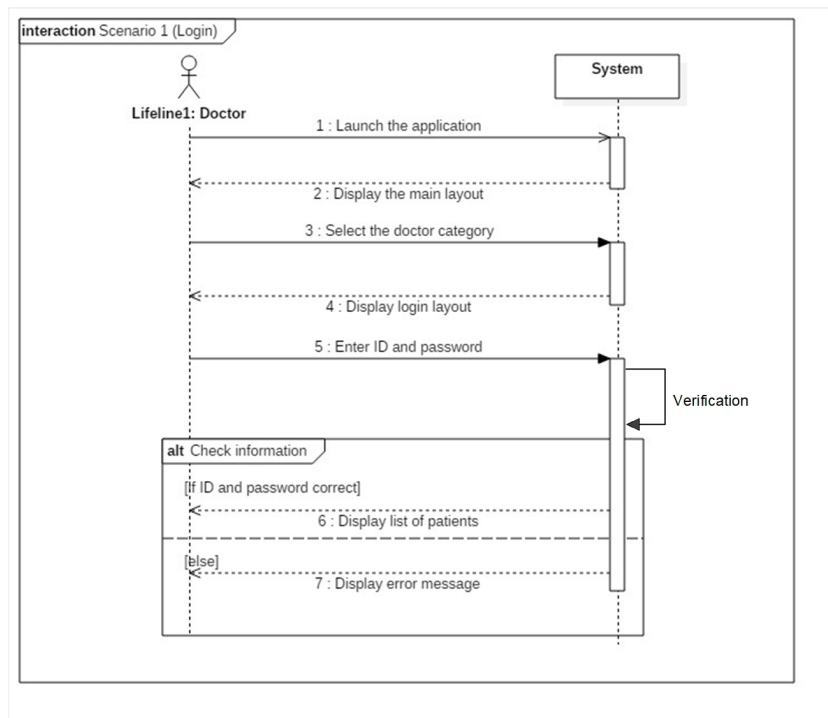 interaction Scenario 1 (Login)
System
Lifeline1: Doctor
1 : Launch the application
2 : Display the main layout
3 : Select the doctor category
4 : Display login layout
5 : Enter ID and password
Verification
alt Check information
[If ID and password correct]
6 : Display list of patients
[else]
7 : Display error message